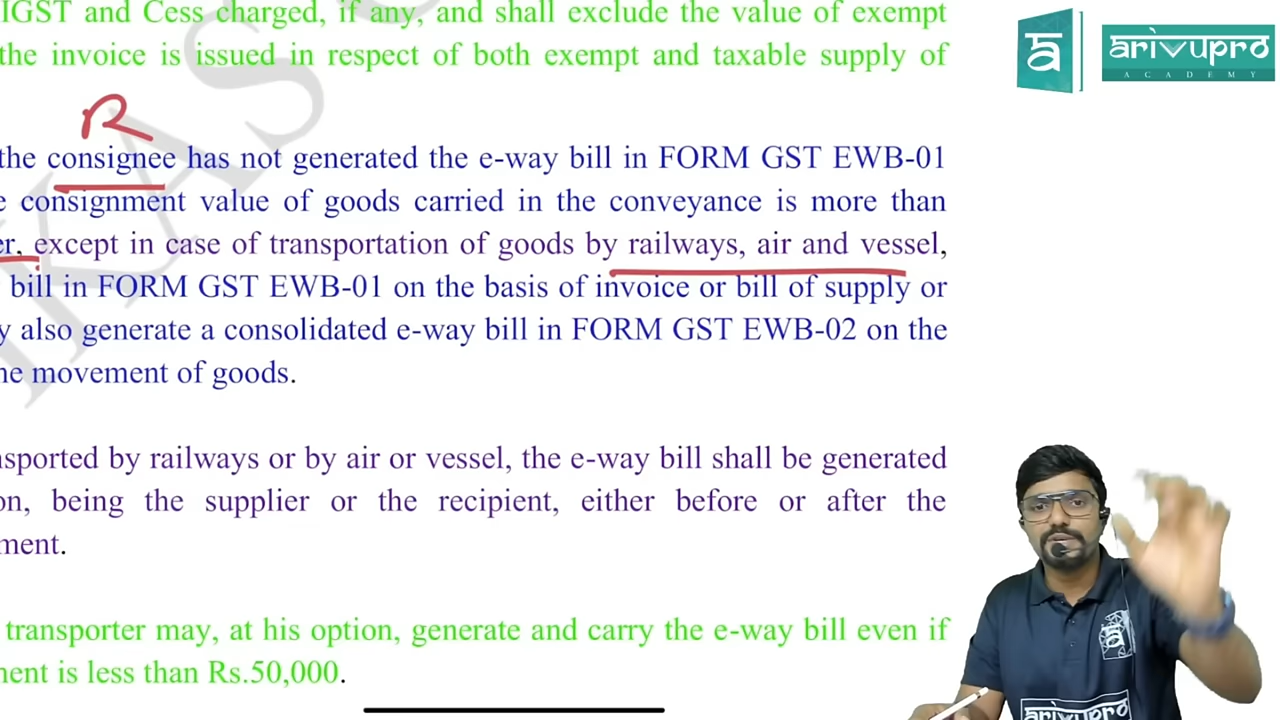 IGST and Cess charged, if any, and shall exclude the value of exempt
the invoice is issued in respect of both exempt and taxable supply of
R
the consignee has not generated the e-way bill in FORM GST EWB-01
e consignment value of goods carried in the conveyance is more than
er, except in case of transportation of goods by railways, air and vessel,
bill in FORM GST EWB-01 on the basis of invoice or bill of supply or
y also generate a consolidated e-way bill in FORM GST EWB-02 on the
he movement of goods.
nsported by railways or by air or vessel, the e-way bill shall be generated
on, being the supplier or the recipient, either before or after the
ment.
transporter may, at his option, generate and carry the e-way bill even if
ment is less than Rs.50,000.
arivupro
ACADEMY
arivupro